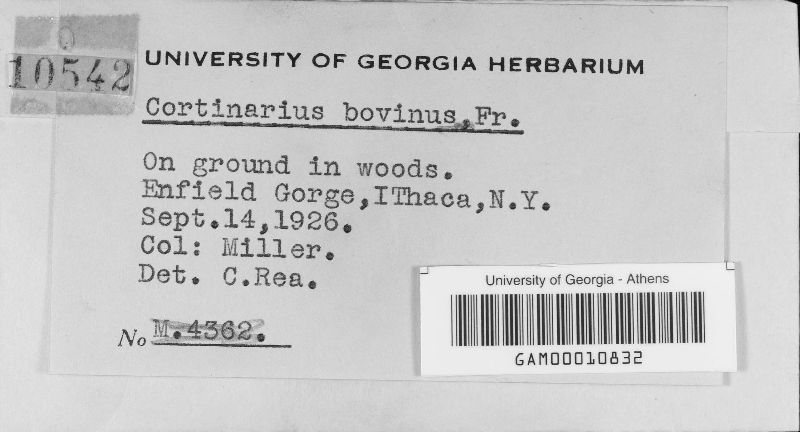 10542
UNIVERSITY OF GEORGIA HERBARIUM
Cortinarius bovinus,Fr.
On ground in woods.
Enfield Gorge,IThaca,N.Y.
Sept.14,1926.
Col: Miller.
Det. C.Rea.
No M.4362.
University of Georgia - Athens
GAM00010832